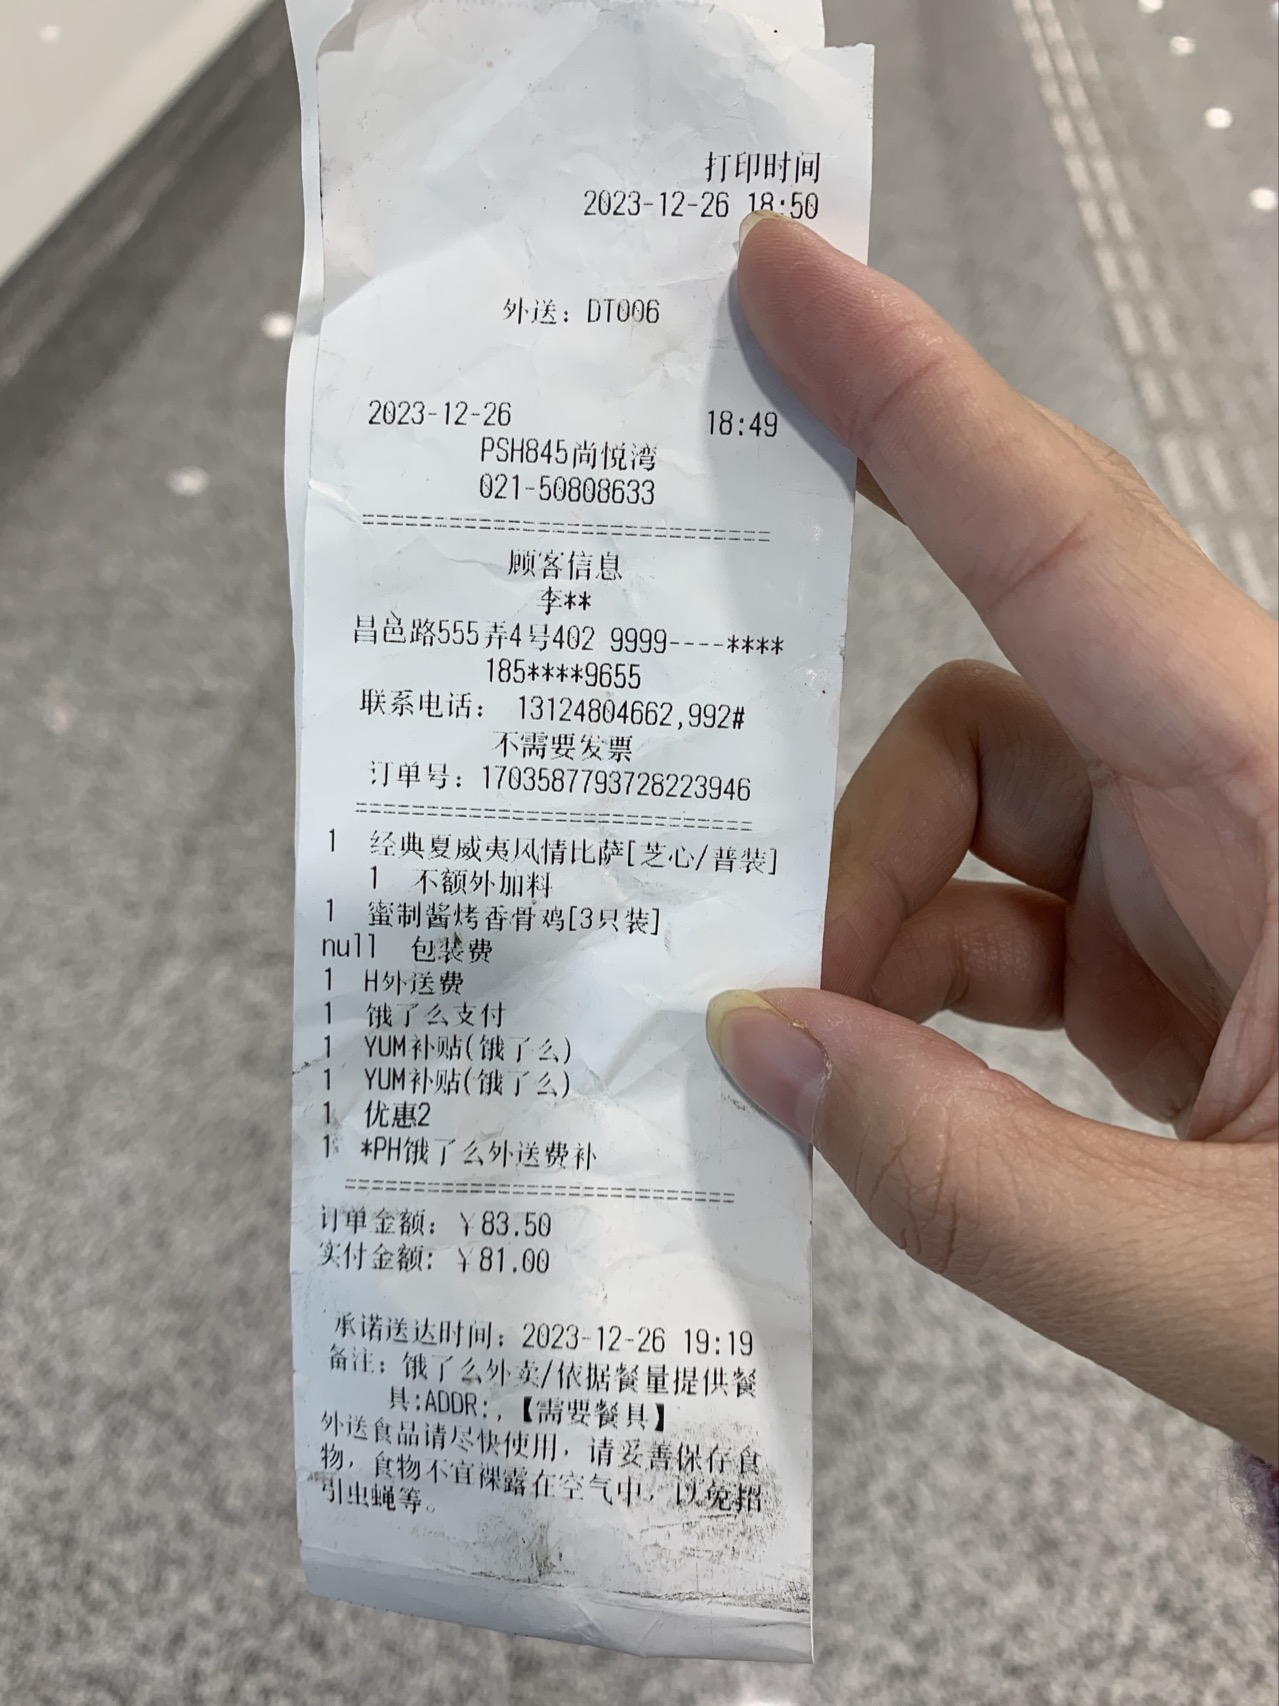 打印时间
2023-12-26 18:50
外送：DT006
2023-12-26 18:49
PSH845尚悦湾
021-50808633
==============================
顾客信息
李**
昌邑路555弄4号402 9999----****
185****9655
联系电话： 13124804662,992#
不需要发票
订单号：1703587793728223946
==============================
1 经典夏威夷风情比萨[芝心/普装]
1 不额外加料
1 蜜制酱烤香骨鸡[3只装]
null 包装费
1 H外送费
1 饿了么支付
1 YUM补贴(饿了么)
1 YUM补贴(饿了么)
1 优惠2
1 *PH饿了么外送费补
==============================
订单金额：￥83.50
实付金额：￥81.00
承诺送达时间：2023-12-26 19:19
备注：饿了么外卖/依据餐量提供餐
具:ADDR:,【需要餐具】
外送食品请尽快使用，请妥善保存食
物，食物不宜裸露在空气中，以免招
引虫蝇等。